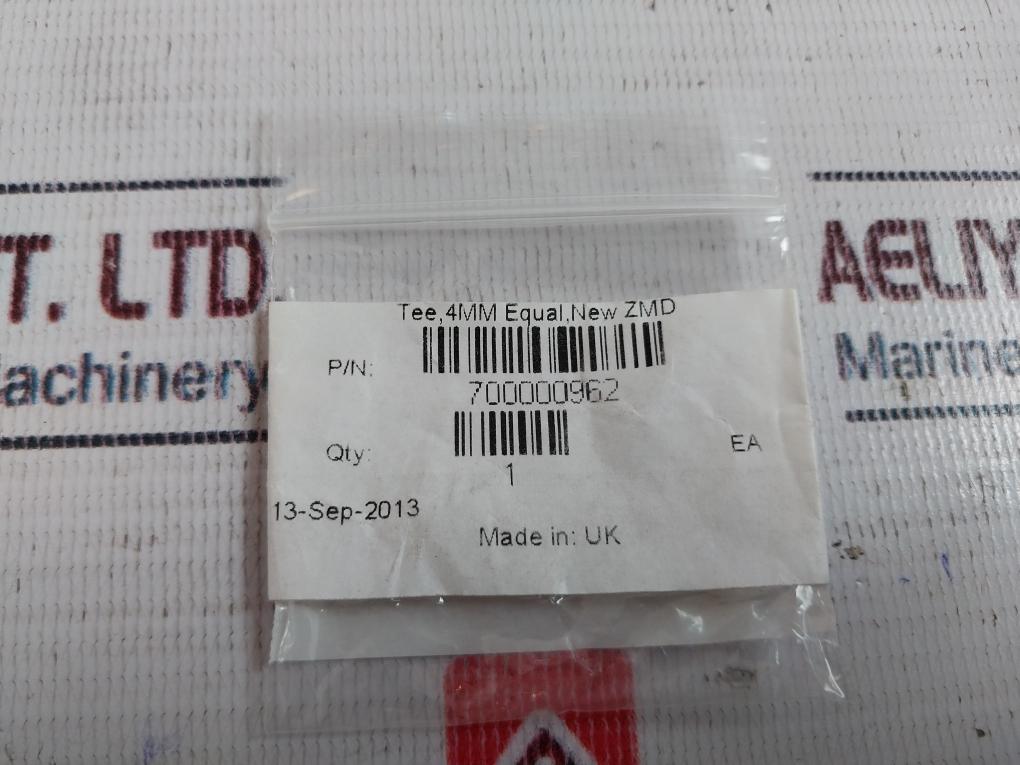 T. LTD
achinery
AELIY
Marine
Tee,4MM Equal,New ZMD
P/N:
700000962
Qty:
EA
1
13-Sep-2013
Made in: UK